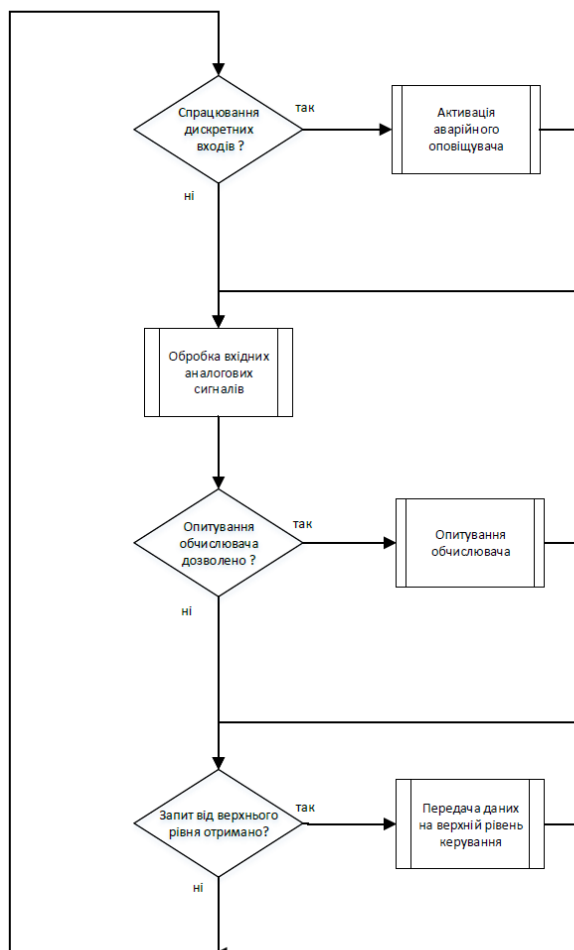 Спрацювання
дискретних
входів ?
так
Активація
аварійного
оповіщувача
ні
Обробка вхідних
аналогових
сигналів
Опитування
обчислювача
дозволено ?
так
Опитування
обчислювача
ні
Запит від верхнього
рівня отримано?
так
Передача даних
на верхній рівень
керування
ні